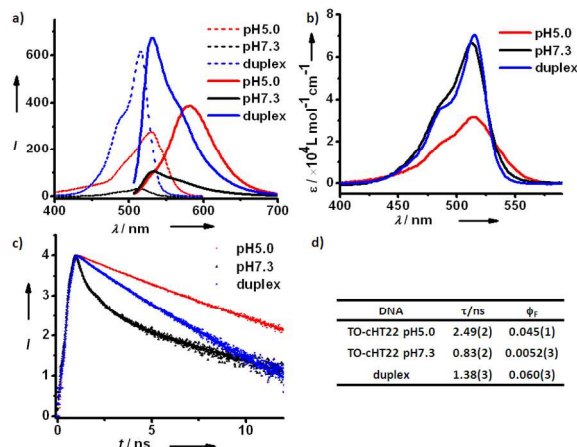 a)
600
400
200
0
I
400 500 600 700
λ / nm
pH5.0
pH7.3
duplex
pH5.0
pH7.3
duplex
b)
8
6
4
2
0
ε / ×10⁴L mol⁻¹ cm⁻¹
400 450 500 550
λ / nm
pH5.0
pH7.3
duplex
c)
4
3
2
1
0
I
5 10
t / ns
pH5.0
pH7.3
duplex
d)
DNA τ/ns ϕF
TO-cHT22 pH5.0 2.49(2) 0.045(1)
TO-cHT22 pH7.3 0.83(2) 0.0052(3)
duplex 1.38(3) 0.060(3)